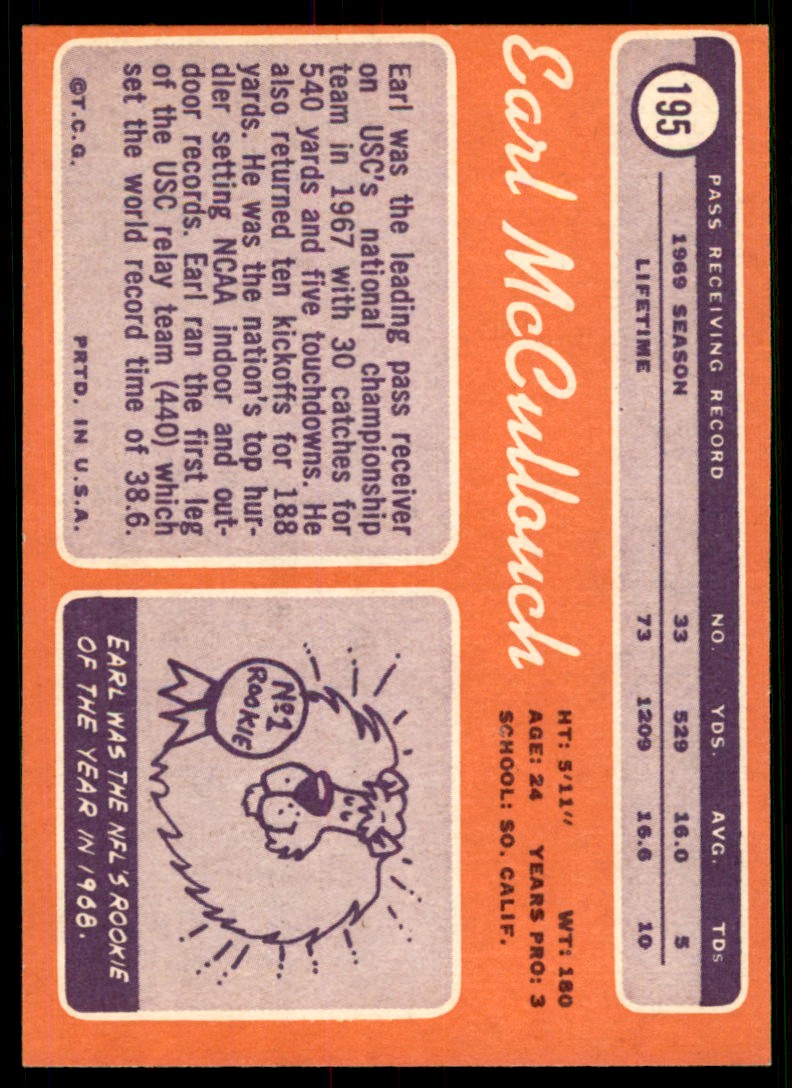 195
PASS RECEIVING RECORD NO. YDS. AVG. TDs
1969 SEASON 33 529 16.0 5
LIFETIME 73 1209 16.6 10
Earl McCullouch
HT: 5'11" WT: 180
AGE: 24 YEARS PRO: 3
SCHOOL: SO. CALIF.
Earl was the leading pass receiver
on USC's national championship
team in 1967 with 30 catches for
540 yards and five touchdowns. He
also returned ten kickoffs for 188
yards. He was the nation's top hur-
dler setting NCAA indoor and out-
door records. Earl ran the first leg
of the USC relay team (440) which
set the world record time of 38.6.
©T.C.G. PRTD. IN U.S.A.
Nº1
ROOKIE
EARL WAS THE NFL'S ROOKIE
OF THE YEAR IN 1968.